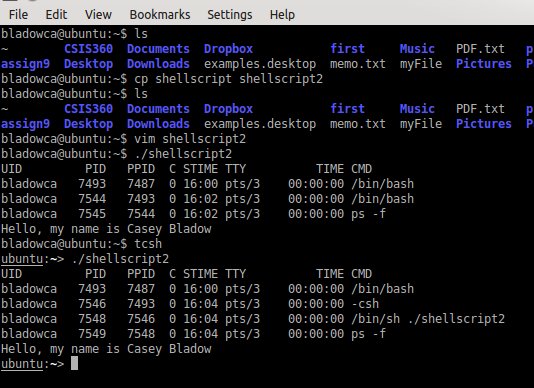 File Edit View Bookmarks Settings Help
bladowca@ubuntu:~$ ls
~ CSIS360 Documents Dropbox first Music PDF.txt p
assign9 Desktop Downloads examples.desktop memo.txt myFile Pictures P
bladowca@ubuntu:~$ cp shellscript shellscript2
bladowca@ubuntu:~$ ls
~ CSIS360 Documents Dropbox first Music PDF.txt p
assign9 Desktop Downloads examples.desktop memo.txt myFile Pictures P
bladowca@ubuntu:~$ vim shellscript2
bladowca@ubuntu:~$ ./shellscript2
UID PID PPID C STIME TTY TIME CMD
bladowca 7493 7487 0 16:00 pts/3 00:00:00 /bin/bash
bladowca 7544 7493 0 16:02 pts/3 00:00:00 /bin/bash
bladowca 7545 7544 0 16:02 pts/3 00:00:00 ps -f
Hello, my name is Casey Bladow
bladowca@ubuntu:~$ tcsh
ubuntu:~> ./shellscript2
UID PID PPID C STIME TTY TIME CMD
bladowca 7493 7487 0 16:00 pts/3 00:00:00 /bin/bash
bladowca 7546 7493 0 16:04 pts/3 00:00:00 -csh
bladowca 7548 7546 0 16:04 pts/3 00:00:00 /bin/sh ./shellscript2
bladowca 7549 7548 0 16:04 pts/3 00:00:00 ps -f
Hello, my name is Casey Bladow
ubuntu:~>